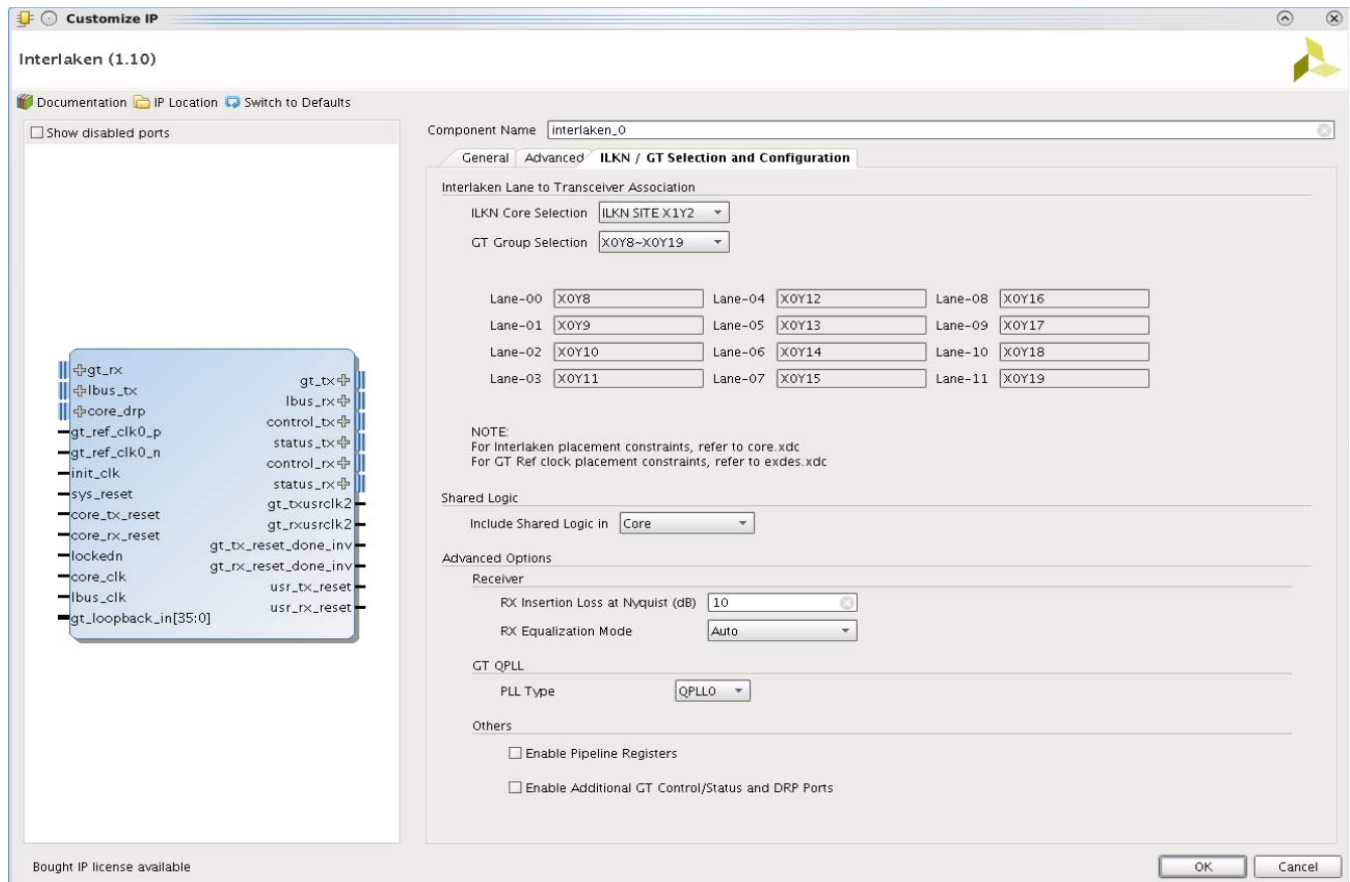 Customize IP
Interlaken (1.10)
Documentation IP Location Switch to Defaults
Show disabled ports
gt_rx
lbus_tx
core_drp
gt_ref_clk0_p
gt_ref_clk0_n
init_clk
sys_reset
core_tx_reset
core_rx_reset
lockedn
core_clk
lbus_clk
gt_loopback_in[35:0]
gt_tx
lbus_rx
control_tx
status_tx
control_rx
status_rx
gt_txusrclk2
gt_rxusrclk2
gt_tx_reset_done_inv
gt_rx_reset_done_inv
usr_tx_reset
usr_rx_reset
Component Name interlaken_0
General Advanced ILKN / GT Selection and Configuration
Interlaken Lane to Transceiver Association
ILKN Core Selection ILKN SITE X1Y2
GT Group Selection X0Y8~X0Y19
Lane-00 X0Y8 Lane-04 X0Y12 Lane-08 X0Y16
Lane-01 X0Y9 Lane-05 X0Y13 Lane-09 X0Y17
Lane-02 X0Y10 Lane-06 X0Y14 Lane-10 X0Y18
Lane-03 X0Y11 Lane-07 X0Y15 Lane-11 X0Y19
NOTE:
For Interlaken placement constraints, refer to core.xdc
For GT Ref clock placement constraints, refer to exdes.xdc
Shared Logic
Include Shared Logic in Core
Advanced Options
Receiver
RX Insertion Loss at Nyquist (dB) 10
RX Equalization Mode Auto
GT QPLL
PLL Type QPLL0
Others
Enable Pipeline Registers
Enable Additional GT Control/Status and DRP Ports
Bought IP license available
OK Cancel